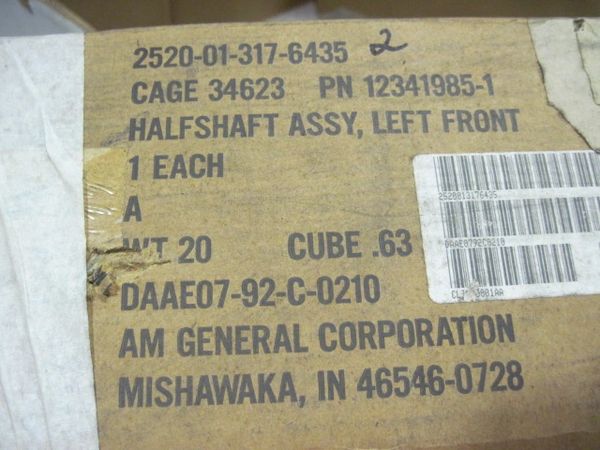 2520-01-317-6435 2
CAGE 34623 PN 12341985-1
HALFSHAFT ASSY, LEFT FRONT
1 EACH
A
WT 20 CUBE .63
DAAE07-92-C-0210
AM GENERAL CORPORATION
MISHAWAKA, IN 46546-0728
2520013176435
DAAE0792C0210